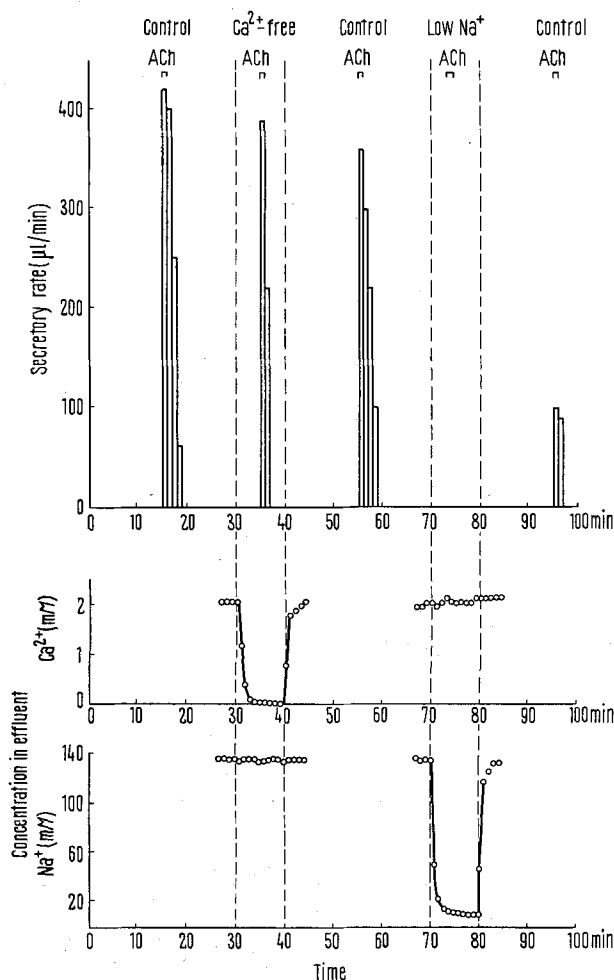 Control Ca²⁺-free Control Low Na⁺ Control
ACh ACh ACh ACh ACh
Secretory rate (µl/min)
400
300
200
100
0
0 10 20 30 40 50 60 70 80 90 100 min
Ca²⁺ (mM)
2
1
0
0 10 20 30 40 50 60 70 80 90 100 min
Concentration in effluent
Na⁺ (mM)
140
100
60
20
0 10 20 30 40 50 60 70 80 90 100 min
Time